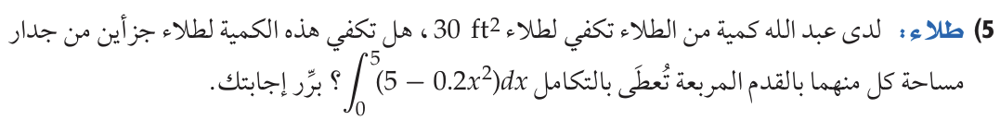 (5 طلاء: لدى عبد الله كمية من الطلاء تكفي لطلاء 30 ft²، هل تكفي هذه الكمية لطلاء جزأين من جدار
مساحة كل منهما بالقدم المربعة تُعطَى بالتكامل ∫₀⁵ (5 − 0.2x²)dx ؟ برِّر إجابتك.